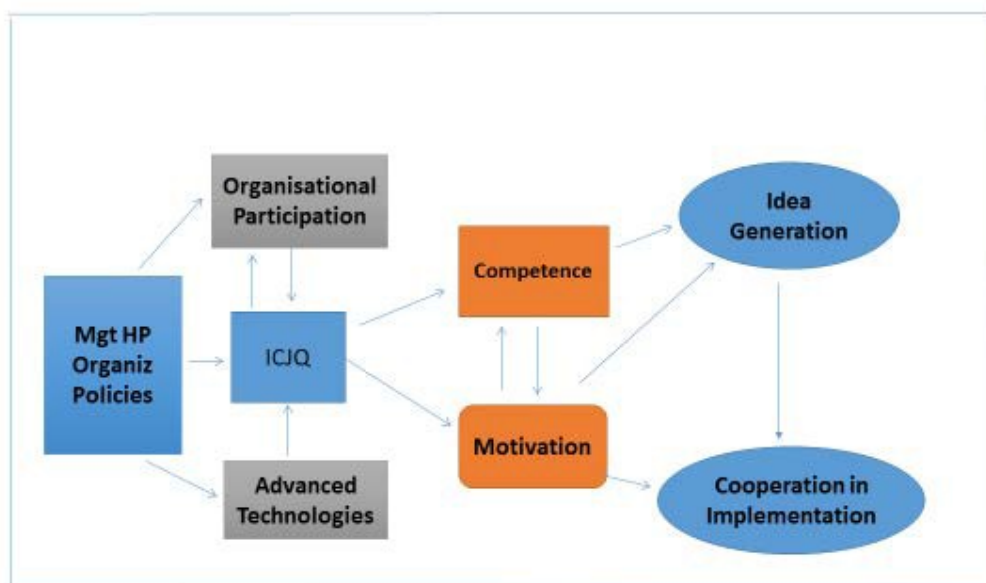 Organisational
Participation
Idea
Generation
Competence
Mgt HP
Organiz
Policies
ICJQ
Motivation
Advanced
Technologies
Cooperation in
Implementation